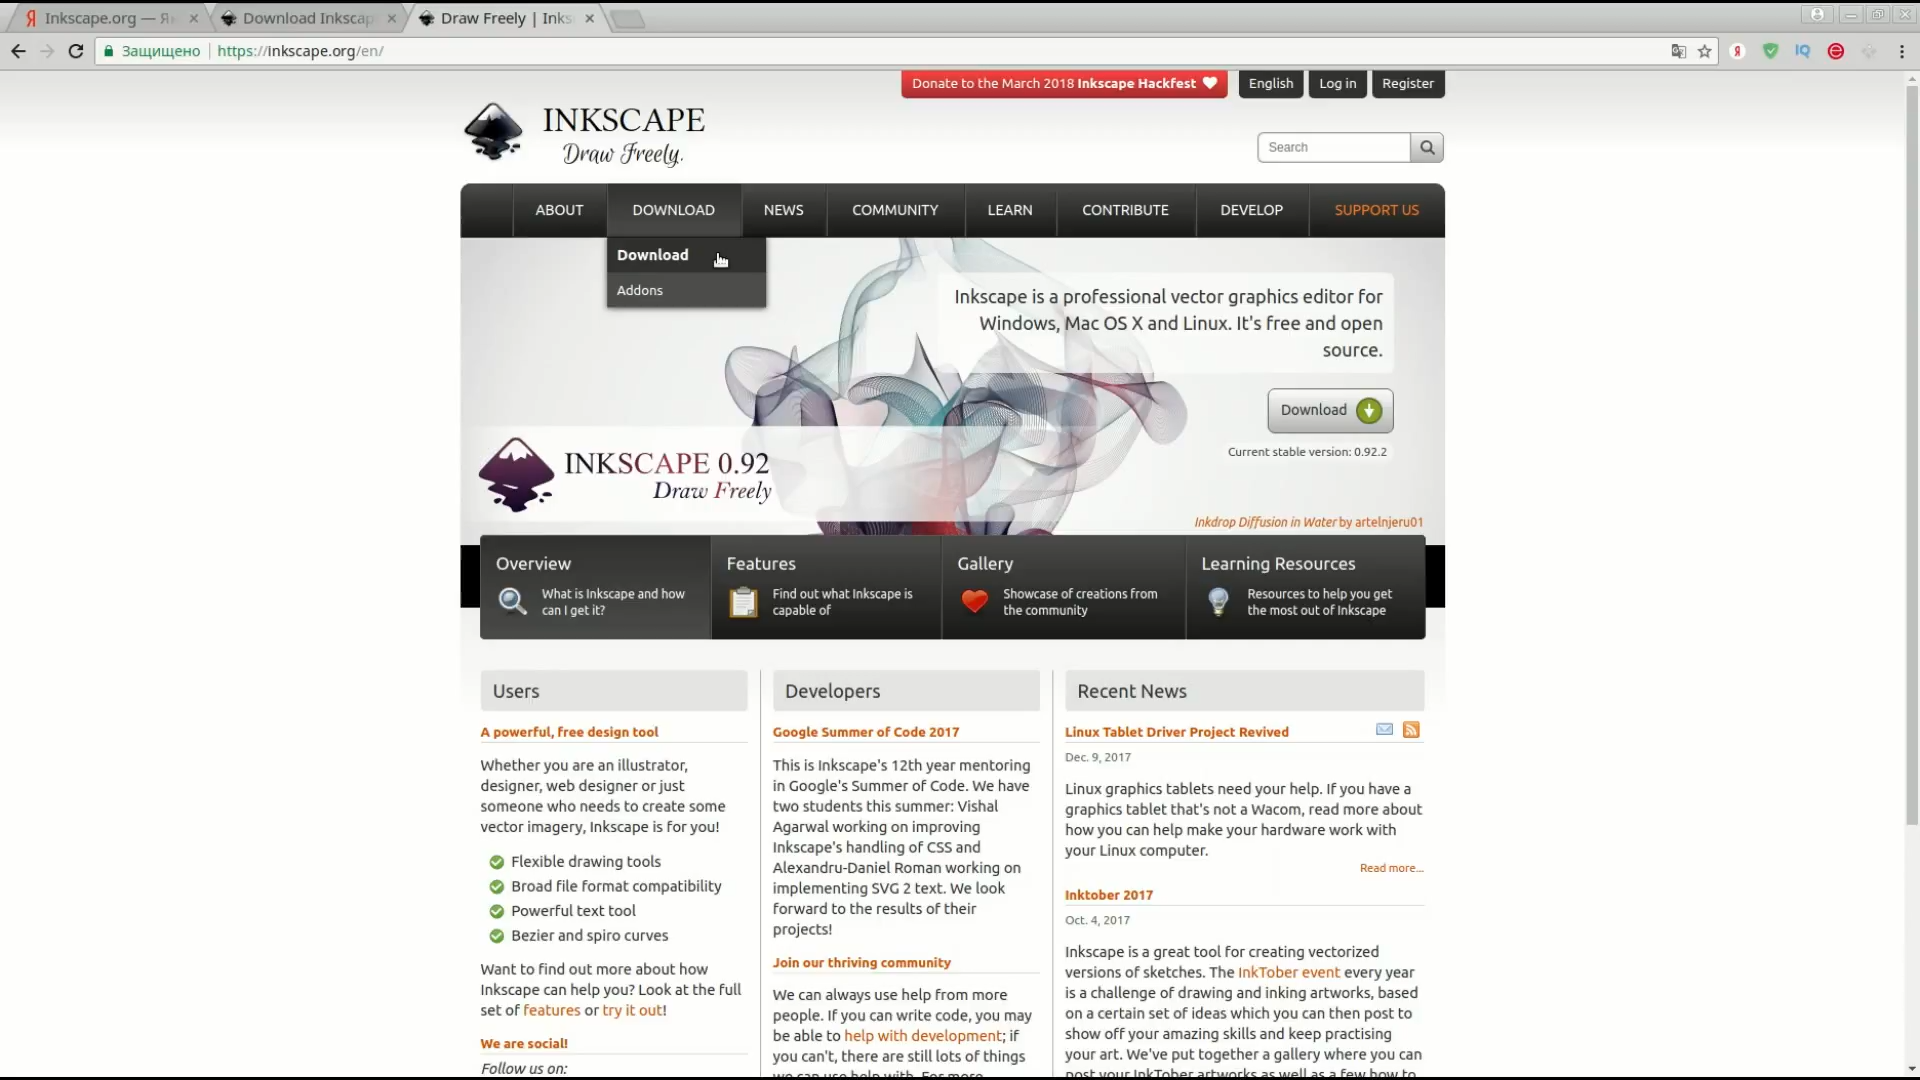 Inkscape.org — Я
Download Inkscap
Draw Freely | Inks
Защищено
https://inkscape.org/en/
Donate to the March 2018 Inkscape Hackfest
English
Log in
Register
INKSCAPE
Draw Freely.
Search
ABOUT
DOWNLOAD
NEWS
COMMUNITY
LEARN
CONTRIBUTE
DEVELOP
SUPPORT US
Download
Addons
Inkscape is a professional vector graphics editor for
Windows, Mac OS X and Linux. It's free and open
source.
Download
Current stable version: 0.92.2
INKSCAPE 0.92
Draw Freely
Inkdrop Diffusion in Water by artelnjeru01
Overview
What is Inkscape and how
can I get it?
Features
Find out what Inkscape is
capable of
Gallery
Showcase of creations from
the community
Learning Resources
Resources to help you get
the most out of Inkscape
Users
A powerful, free design tool
Whether you are an illustrator,
designer, web designer or just
someone who needs to create some
vector imagery, Inkscape is for you!
Flexible drawing tools
Broad file format compatibility
Powerful text tool
Bezier and spiro curves
Want to find out more about how
Inkscape can help you? Look at the full
set of features or try it out!
We are social!
Follow us on:
Developers
Google Summer of Code 2017
This is Inkscape's 12th year mentoring
in Google's Summer of Code. We have
two students this summer: Vishal
Agarwal working on improving
Inkscape's handling of CSS and
Alexandru-Daniel Roman working on
implementing SVG 2 text. We look
forward to the results of their
projects!
Join our thriving community
We can always use help from more
people. If you can write code, you may
be able to help with development; if
you can't, there are still lots of things
we can use help with. For more
Recent News
Linux Tablet Driver Project Revived
Dec. 9, 2017
Linux graphics tablets need your help. If you have a
graphics tablet that's not a Wacom, read more about
how you can help make your hardware work with
your Linux computer.
Read more...
Inktober 2017
Oct. 4, 2017
Inkscape is a great tool for creating vectorized
versions of sketches. The InkTober event every year
is a challenge of drawing and inking artworks, based
on a certain set of ideas which you can then post to
show off your amazing skills and keep practising
your art. We've put together a gallery where you can
post your InkTober artworks as well as a few how to